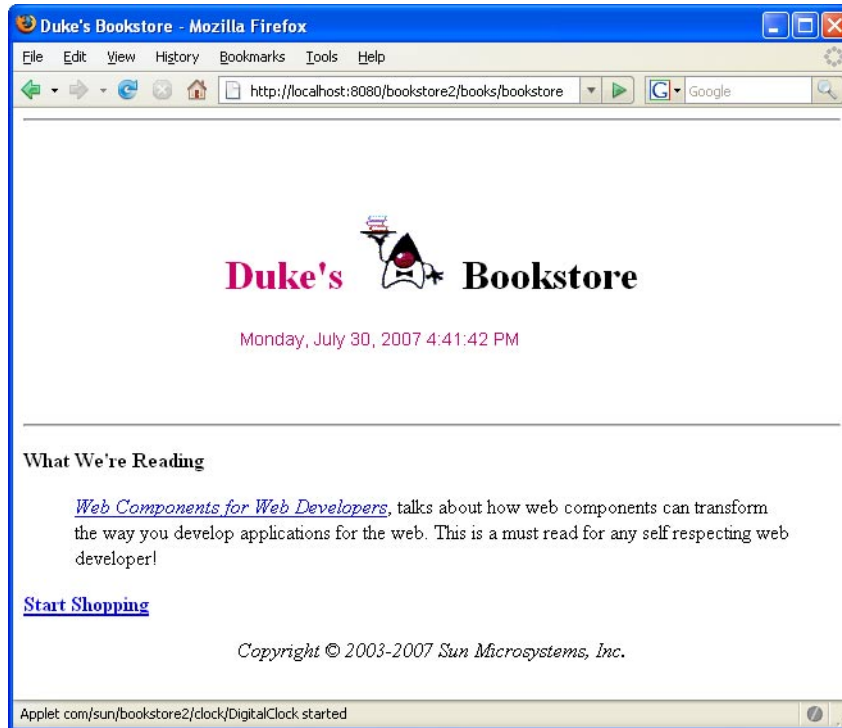 Duke's Bookstore - Mozilla Firefox
File Edit View History Bookmarks Tools Help
http://localhost:8080/bookstore2/books/bookstore G Google
Duke's Bookstore
Monday, July 30, 2007 4:41:42 PM
What We're Reading
Web Components for Web Developers, talks about how web components can transform
the way you develop applications for the web. This is a must read for any self respecting web
developer!
Start Shopping
Copyright © 2003-2007 Sun Microsystems, Inc.
Applet com/sun/bookstore2/clock/DigitalClock started